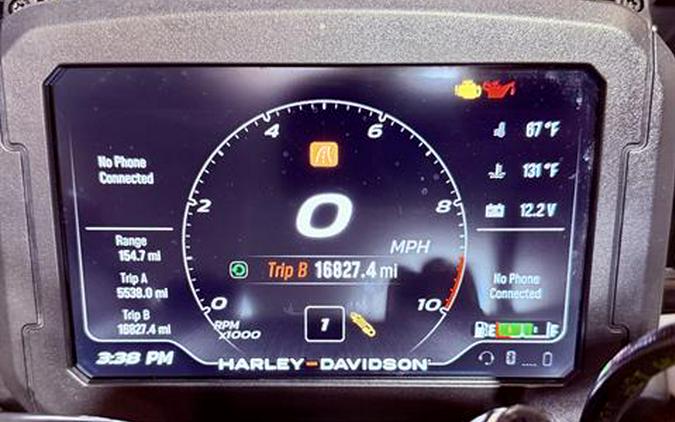 No Phone
Connected
Range
154.7 mi
Trip A
5538.0 mi
Trip B
16827.4 mi
3:38 PM
0
2
4
6
8
10
RPM
x1000
0
MPH
Trip B 16827.4 mi
1
HARLEY-DAVIDSON
67 °F
131 °F
12.2 V
No Phone
Connected
E F